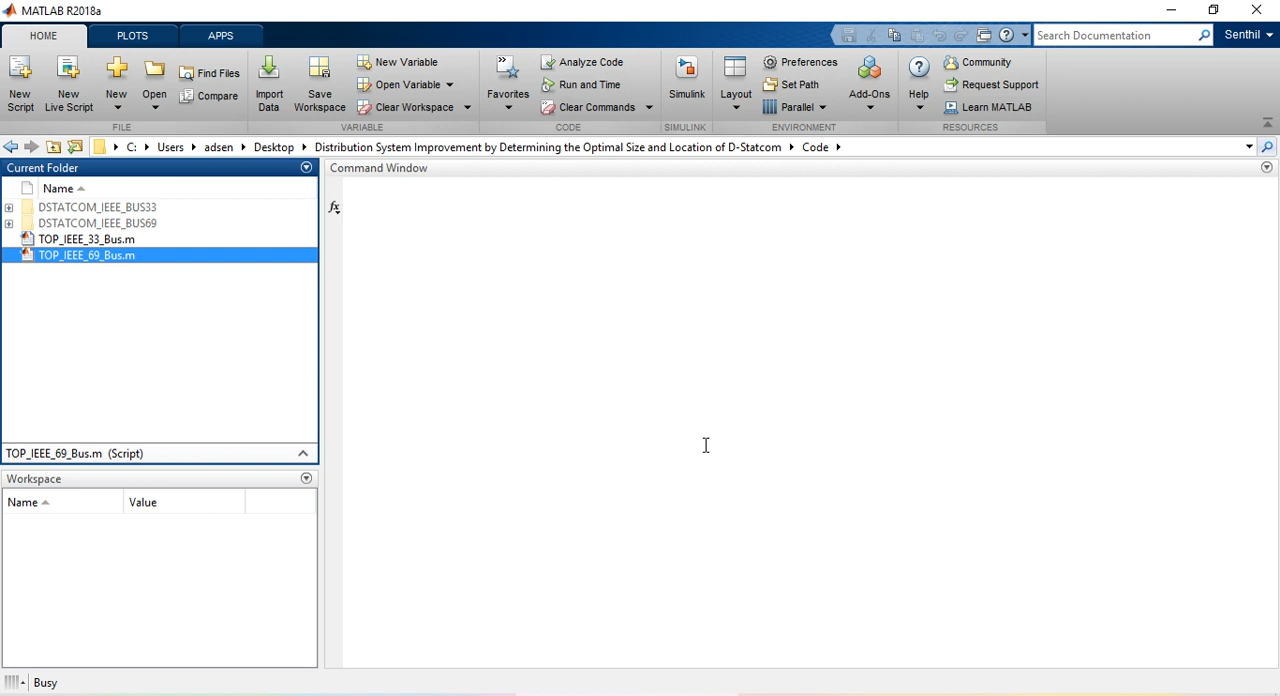 MATLAB R2018a
HOME PLOTS APPS Search Documentation Senthil
New Script
New Live Script
New
Open
Find Files
Compare
FILE
Import Data
Save Workspace
New Variable
Open Variable
Clear Workspace
VARIABLE
Favorites
Analyze Code
Run and Time
Clear Commands
CODE
Simulink
SIMULINK
Layout
Preferences
Set Path
Parallel
Add-Ons
ENVIRONMENT
Help
Community
Request Support
Learn MATLAB
RESOURCES
C: Users adsen Desktop Distribution System Improvement by Determining the Optimal Size and Location of D-Statcom Code
Current Folder
Name
DSTATCOM_IEEE_BUS33
DSTATCOM_IEEE_BUS69
TOP_IEEE_33_Bus.m
TOP_IEEE_69_Bus.m
TOP_IEEE_69_Bus.m (Script)
Workspace
Name Value
Command Window
fx
Busy